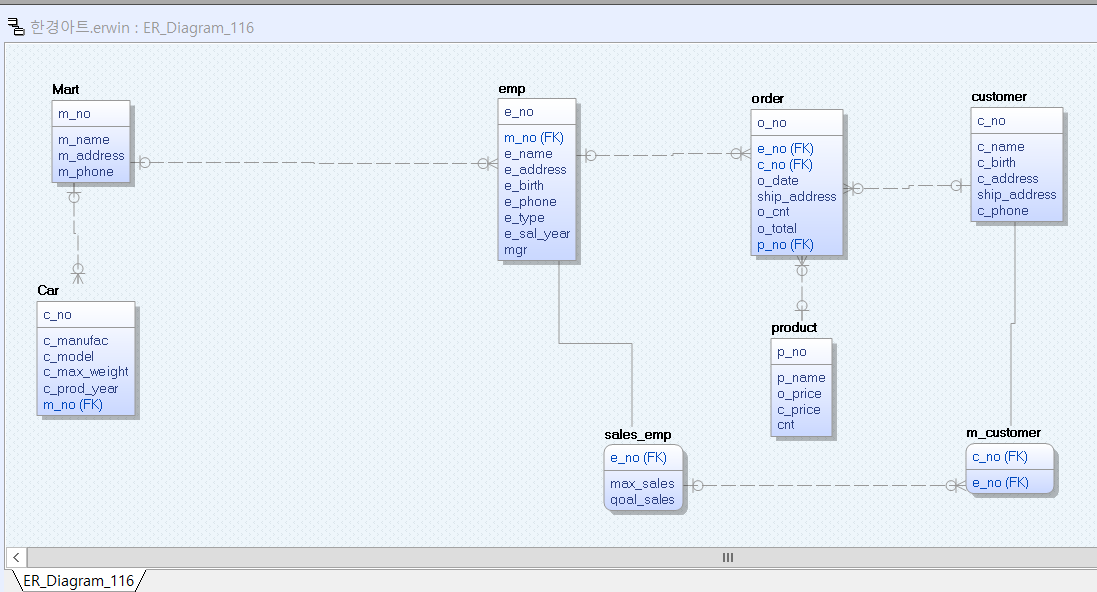 한경아트.erwin : ER_Diagram_116
Mart
m_no
m_name
m_address
m_phone
emp
e_no
m_no (FK)
e_name
e_address
e_birth
e_phone
e_type
e_sal_year
mgr
order
o_no
e_no (FK)
c_no (FK)
o_date
ship_address
o_cnt
o_total
p_no (FK)
customer
c_no
c_name
c_birth
c_address
ship_address
c_phone
Car
c_no
c_manufac
c_model
c_max_weight
c_prod_year
m_no (FK)
product
p_no
p_name
o_price
c_price
cnt
sales_emp
e_no (FK)
max_sales
qoal_sales
m_customer
c_no (FK)
e_no (FK)
ER_Diagram_116